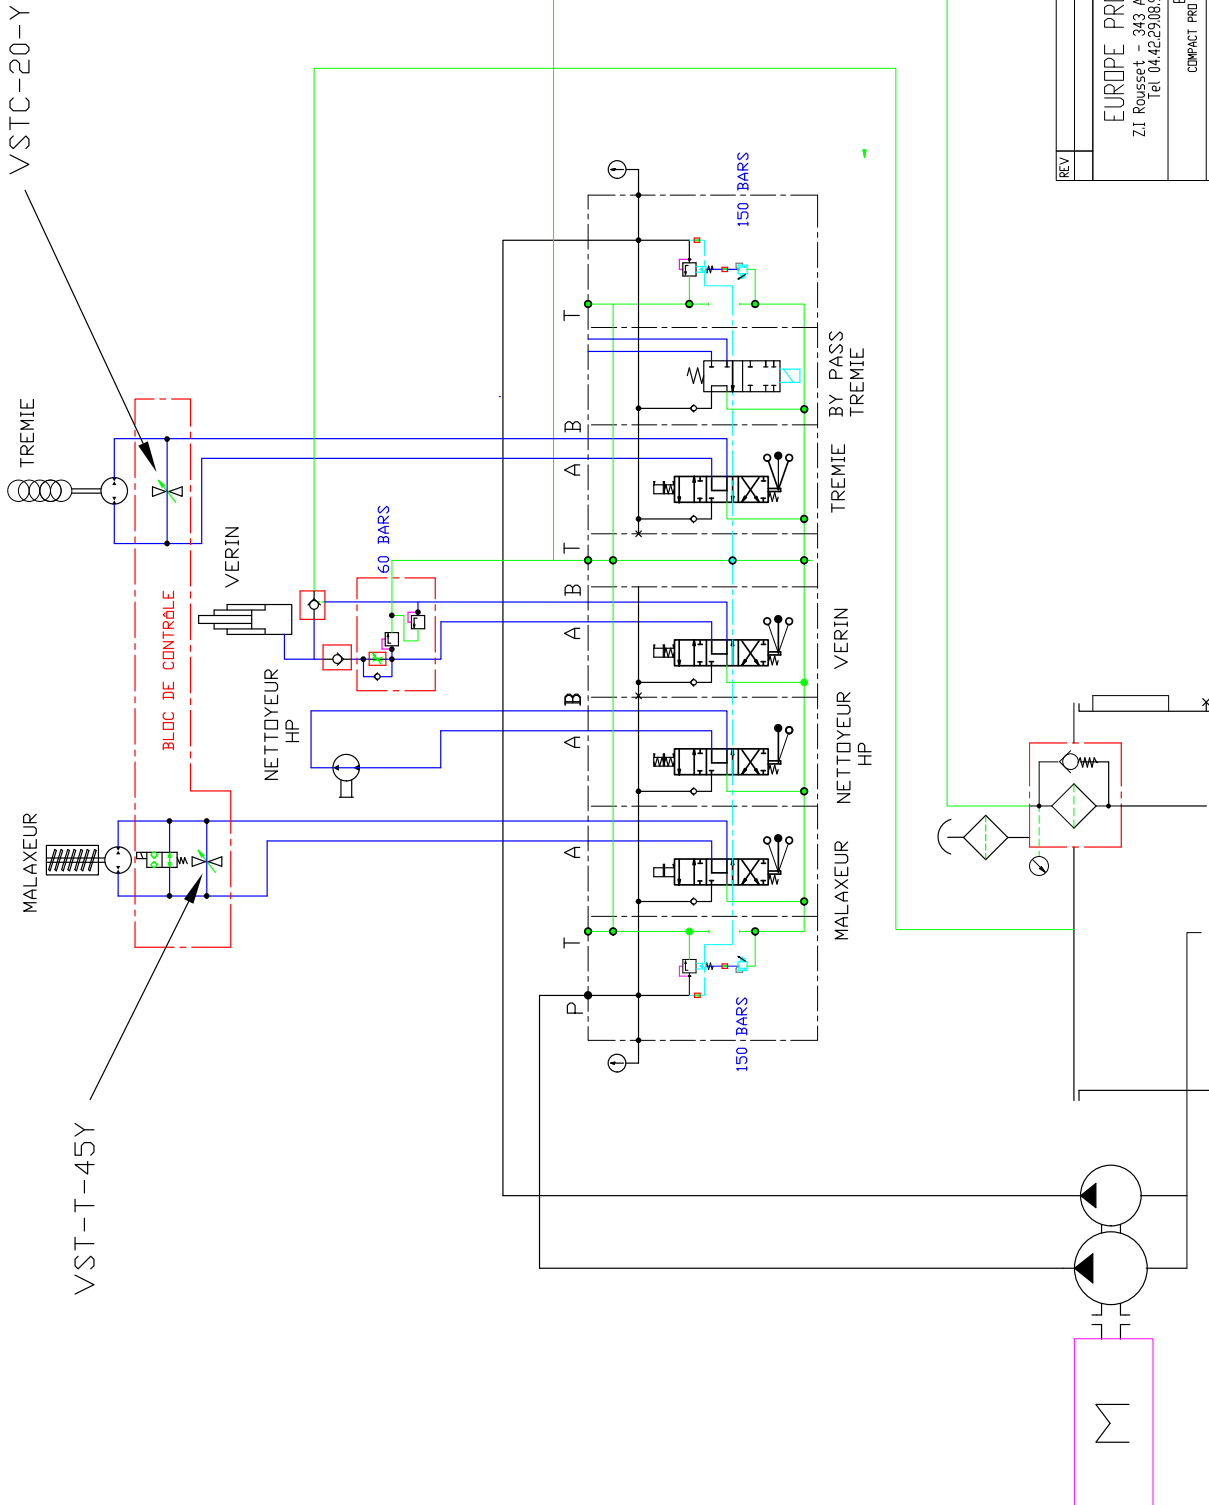 VSTC-20-Y
TREMIE
VERIN
60 BARS
BLOC DE CONTRôLE
NETTOYEUR
HP
MALAXEUR
VST-T-45Y
150 BARS
T
BY PASS
TREMIE
B
A
TREMIE
T
B
A
VERIN
B
A
NETTOYEUR
HP
A
MALAXEUR
T
P
150 BARS
M
REV
EUROPE PR
Z.I Rousset - 343 A
Tel 04.42.29.08.
COMPACT PRO